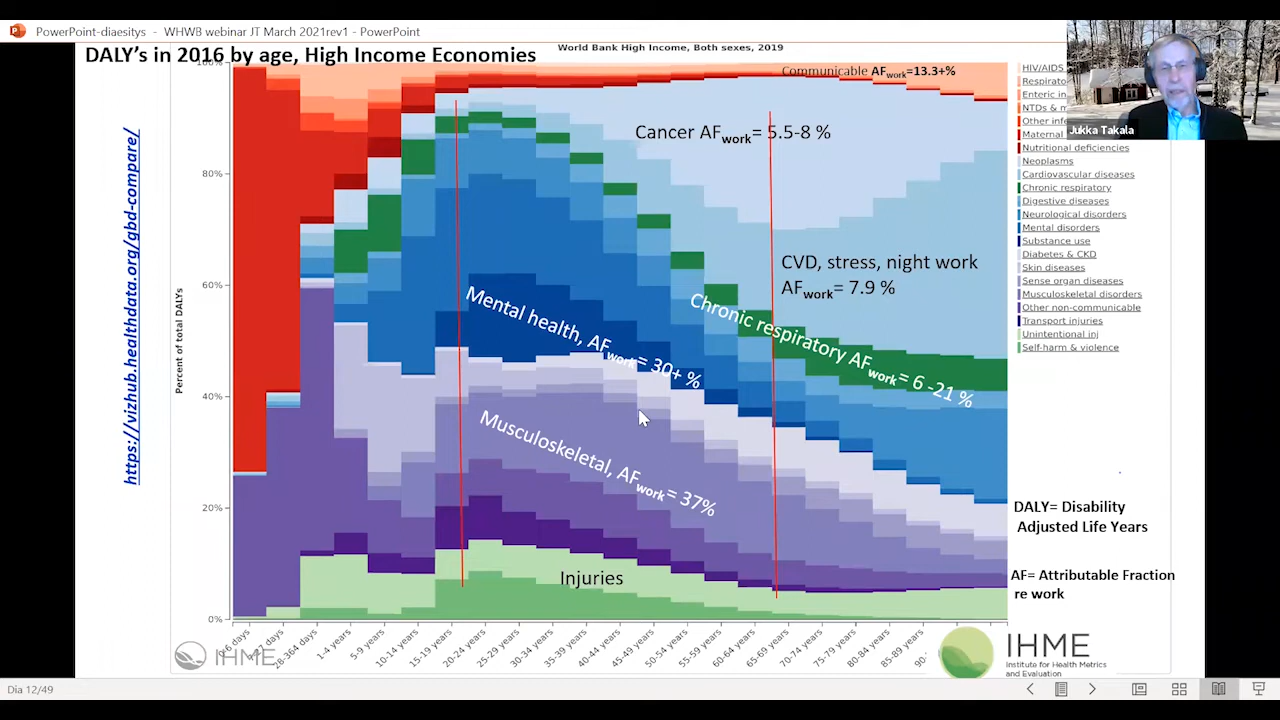 PowerPoint-diaesitys - WHWB webinar JT March 2021rev1 - PowerPoint
DALY's in 2016 by age, High Income Economies
World Bank High Income, Both sexes, 2019
https://vizhub.healthdata.org/gbd-compare/
Percent of total DALYs
100%
80%
60%
40%
20%
0%
Communicable AFwork=13.3+%
Cancer AFwork= 5.5-8 %
CVD, stress, night work
AFwork= 7.9 %
Mental health, AFwork= 30+ %
Chronic respiratory AFwork= 6 -21 %
Musculoskeletal, AFwork= 37%
Injuries
0-6 days
days
28-364 days
1-4 years
5-9 years
years
15-19 years
20-24 years
25-29 years
30-34 years
35-39 years
40-44 years
45-49 years
50-54 years
55-59 years
60-64 years
65-69 years
70-74 years
75-79 years
80-84 years
85-89 years
90-
HIV/AIDS
Respirato
Enteric in
NTDs & m
Other infe
Maternal
Nutritional deficiencies
Neoplasms
Cardiovascular diseases
Chronic respiratory
Digestive diseases
Neurological disorders
Mental disorders
Substance use
Diabetes & CKD
Skin diseases
Sense organ diseases
Musculoskeletal disorders
Other non-communicable
Transport injuries
Unintentional inj
Self-harm & violence
Jukka Takala
DALY= Disability
Adjusted Life Years
AF= Attributable Fraction
re work
IHME
IHME
Institute for Health Metrics
and Evaluation
Dia 12/49